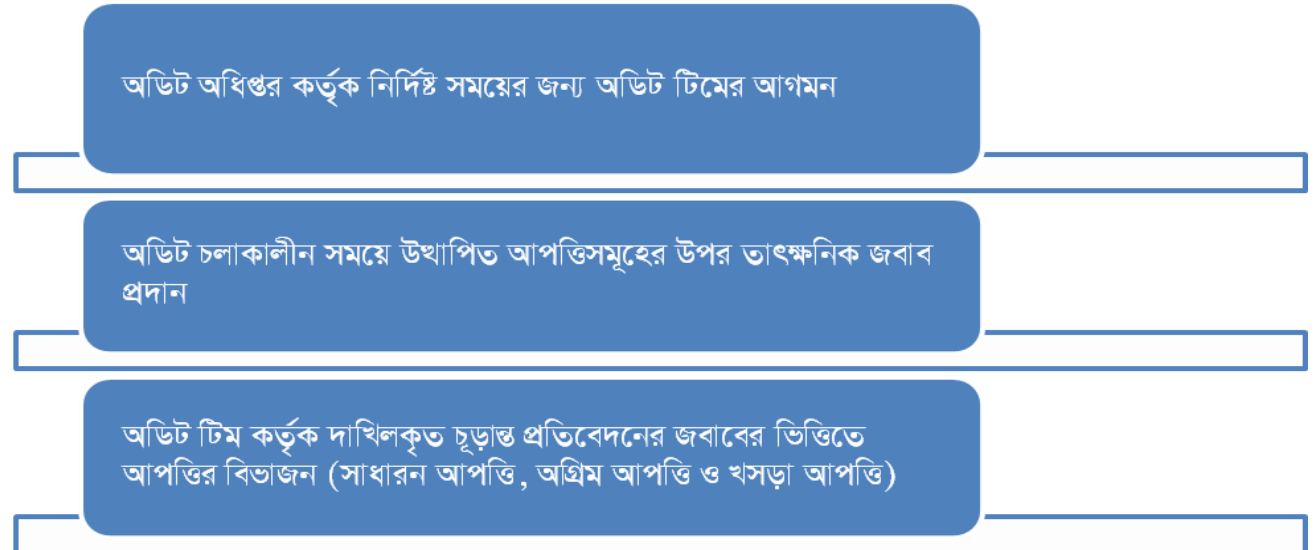 অডিট অধিপ্তর কর্তৃক নির্দিষ্ট সময়ের জন্য অডিট টিমের আগমন
অডিট চলাকালীন সময়ে উত্থাপিত আপত্তিসমূহের উপর তাৎক্ষনিক জবাব
প্রদান
অডিট টিম কর্তৃক দাখিলকৃত চূড়ান্ত প্রতিবেদনের জবাবের ভিত্তিতে
আপত্তির বিভাজন (সাধারন আপত্তি, অগ্রিম আপত্তি ও খসড়া আপত্তি)